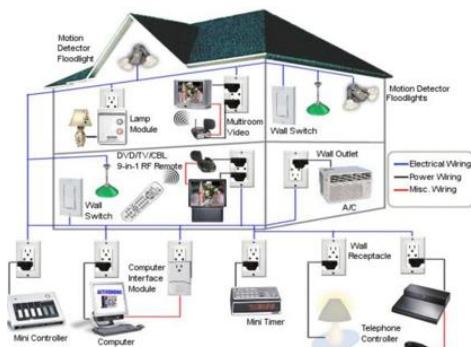 Motion Detector
Floodlight
Motion Detector
Floodlights
Lamp
Module
Multiroom
Video
Wall Switch
DVD/TV/CBL
9-in-1 RF Remote
Wall Outlet
Electrical Wiring
Power Wiring
Misc. Wiring
Wall
Switch
A/C
Computer
Interface
Module
Wall
Receptacle
Mini Controller
Computer
Mini Timer
Telephone
Controller